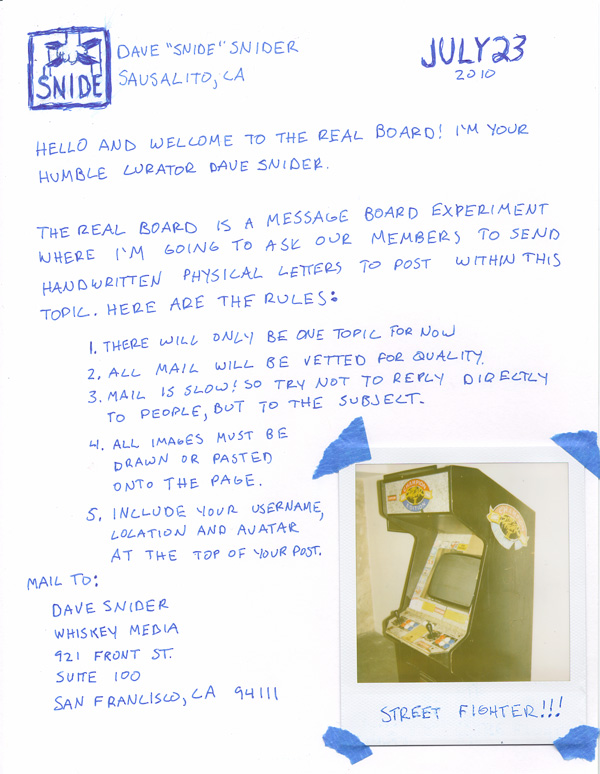 SNIDE
DAVE "SNIDE" SNIDER
SAUSALITO, CA
JULY 23
2010
HELLO AND WELCOME TO THE REAL BOARD! I'M YOUR
HUMBLE CURATOR DAVE SNIDER.
THE REAL BOARD IS A MESSAGE BOARD EXPERIMENT
WHERE I'M GOING TO ASK OUR MEMBERS TO SEND
HANDWRITTEN PHYSICAL LETTERS TO POST WITHIN THIS
TOPIC. HERE ARE THE RULES:
1. THERE WILL ONLY BE ONE TOPIC FOR NOW
2. ALL MAIL WILL BE VETTED FOR QUALITY.
3. MAIL IS SLOW! SO TRY NOT TO REPLY DIRECTLY
TO PEOPLE, BUT TO THE SUBJECT.
4. ALL IMAGES MUST BE
DRAWN OR PASTED
ONTO THE PAGE.
5. INCLUDE YOUR USERNAME,
LOCATION AND AVATAR
AT THE TOP OF YOUR POST.
MAIL TO:
DAVE SNIDER
WHISKEY MEDIA
921 FRONT ST.
SUITE 100
SAN FRANCISCO, CA 94111
STREET FIGHTER!!!